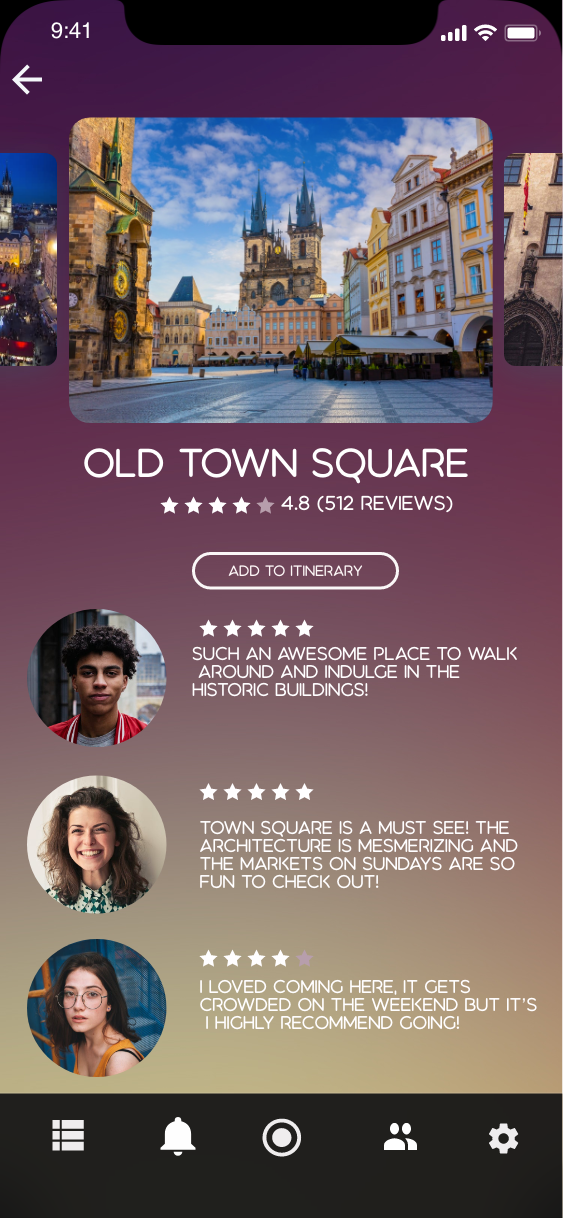 9:41
OLD TOWN SQUARE
4.8 (512 REVIEWS)
ADD TO ITINERARY
SUCH AN AWESOME PLACE TO WALK
AROUND AND INDULGE IN THE
HISTORIC BUILDINGS!
TOWN SQUARE IS A MUST SEE! THE
ARCHITECTURE IS MESMERIZING AND
THE MARKETS ON SUNDAYS ARE SO
FUN TO CHECK OUT!
I LOVED COMING HERE, IT GETS
CROWDED ON THE WEEKEND BUT IT'S
I HIGHLY RECOMMEND GOING!